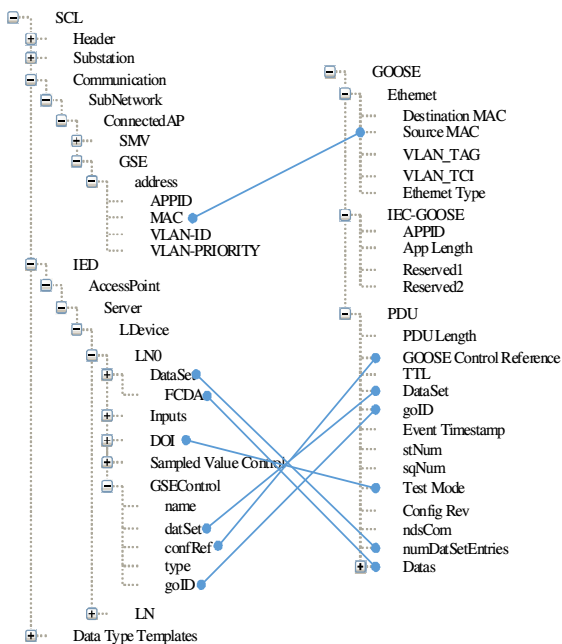 SCL
Header
Substation
Communication
SubNetwork
ConnectedAP
SMV
GSE
address
APPID
MAC
VLAN-ID
VLAN-PRIORITY
IED
AccessPoint
Server
LDevice
LN0
DataSet
FCDA
Inputs
DOI
Sampled Value Control
GSEControl
name
datSet
confRef
type
goID
LN
Data Type Templates
GOOSE
Ethernet
Destination MAC
Source MAC
VLAN_TAG
VLAN_TCI
Ethernet Type
IEC-GOOSE
APPID
App Length
Reserved1
Reserved2
PDU
PDU Length
GOOSE Control Reference
TTL
DataSet
goID
Event Timestamp
stNum
sqNum
Test Mode
Config Rev
ndsCom
numDatSetEntries
Datas